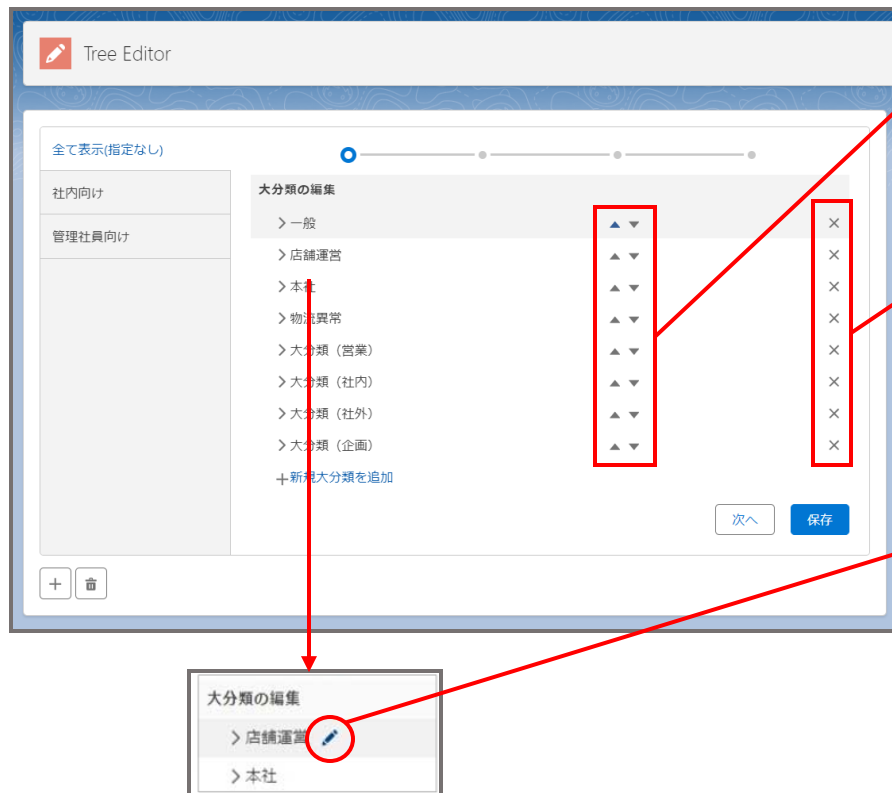 Tree Editor
全て表示(指定なし)
社内向け
管理社員向け
大分類の編集
一般
店舗運営
本社
物流異常
大分類（営業）
大分類（社内）
大分類（社外）
大分類（企画）
新規大分類を追加
次へ
保存
大分類の編集
店舗運営
本社